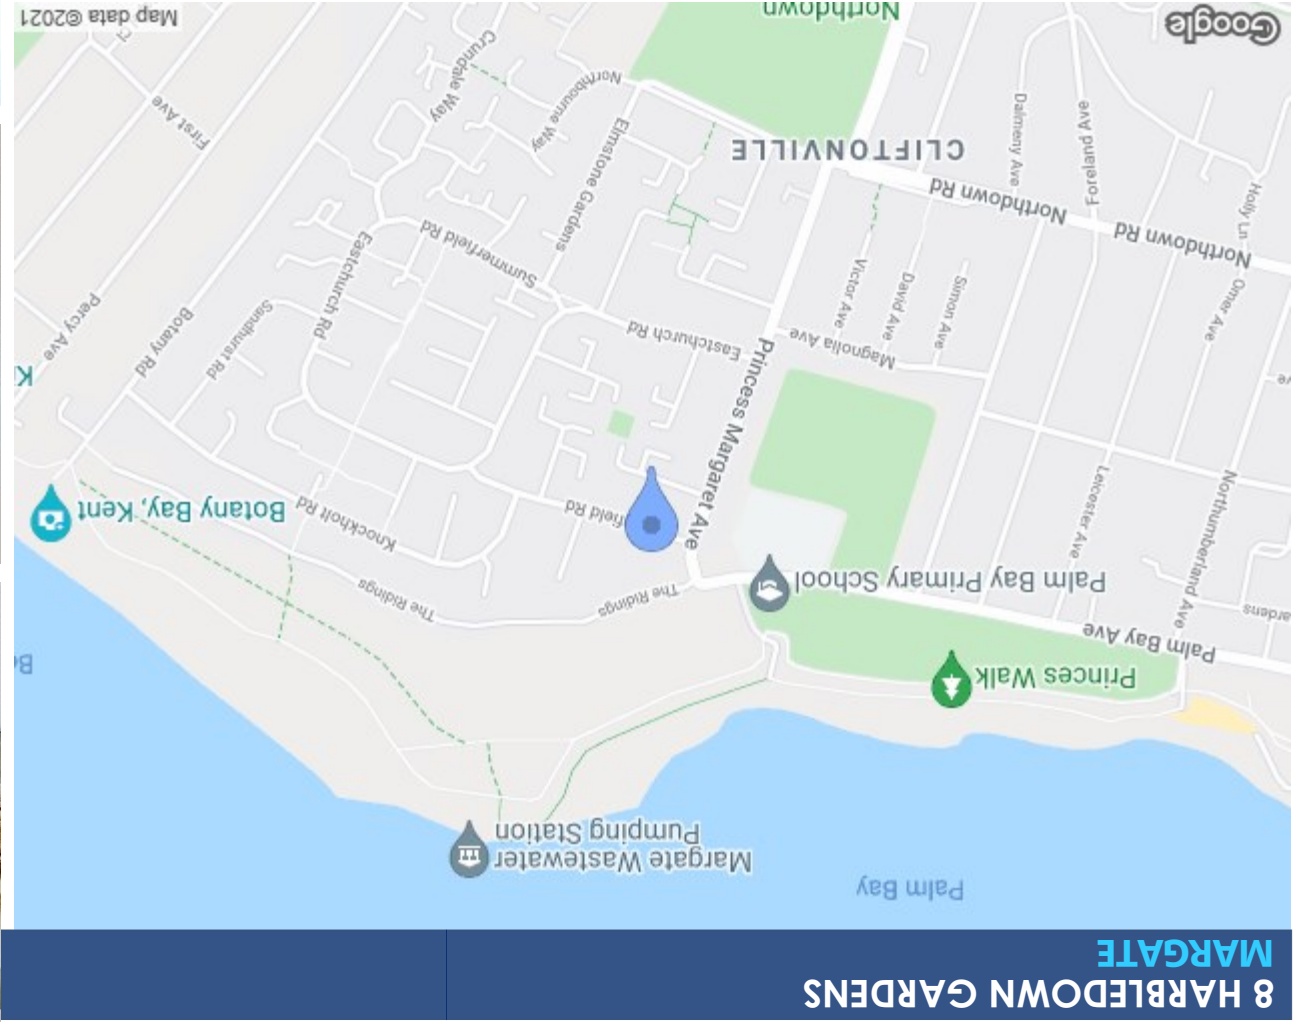 8 HARBLEDOWN GARDENS
MARGATE
Palm Bay
Margate Wastewater
Pumping Station
Princes Walk
Palm Bay Ave
Palm Bay Primary School
The Ridings
The Ridings
Botany Bay, Kent
Knockholt Rd
field Rd
Princess Margaret Ave
Northumberland Ave
Leicester Ave
Magnolia Ave
Eastchurch Rd
Eastchurch Rd
Sandhurst Rd
Botany Rd
Percy Ave
Omer Ave
Simon Ave
David Ave
Victor Ave
Summerfield Rd
Elmstone Gardens
Northdown Rd
Northdown Rd
Holly Ln
Foreland Ave
Dalmeny Ave
CLIFTONVILLE
Northbourne Way
Crundale Way
First Ave
Northdown
Google
Map data ©2021